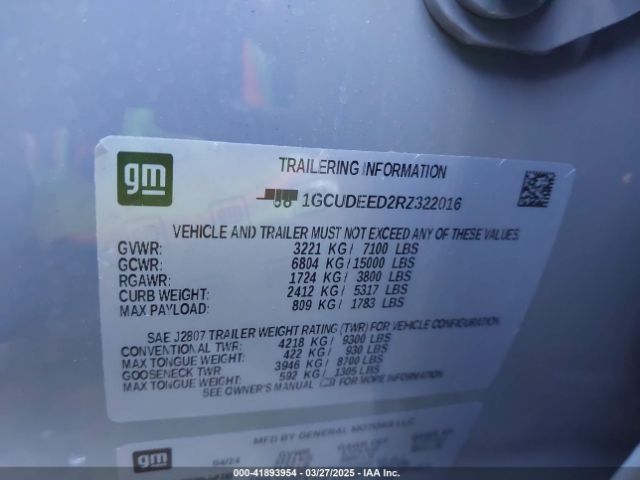 gm
TRAILERING INFORMATION
1GCUDEED2RZ322016
VEHICLE AND TRAILER MUST NOT EXCEED ANY OF THESE VALUES.
GVWR: 3221 KG / 7100 LBS
GCWR: 6804 KG / 15000 LBS
RGAWR: 1724 KG / 3800 LBS
CURB WEIGHT: 2412 KG / 5317 LBS
MAX PAYLOAD: 809 KG / 1783 LBS
SAE J2807 TRAILER WEIGHT RATING (TWR) FOR VEHICLE CONFIGURATION
CONVENTIONAL TWR: 4218 KG / 9300 LBS
MAX TONGUE WEIGHT: 422 KG / 930 LBS
GOOSENECK TWR 3946 KG / 8700 LBS
MAX TONGUE WEIGHT: 592 KG / 1305 LBS
SEE OWNER'S MANUAL FOR MORE INFORMATION
gm
MFD BY GENERAL MOTORS LLC
04/24 GVWR
000-41893954 | 03/27/2025 | IAA Inc.